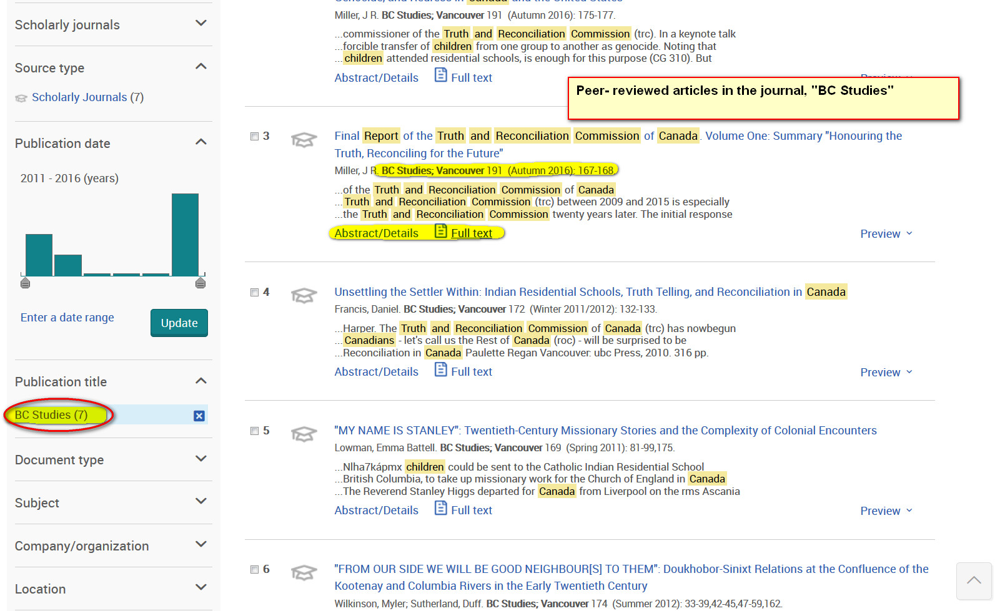 Scholarly journals
Source type
Scholarly Journals (7)
Publication date
2011 - 2016 (years)
Enter a date range
Update
Publication title
BC Studies (7)
Document type
Subject
Company/organization
Location
Genocide, and Redress in Canada and the United States
Miller, J R. BC Studies; Vancouver 191 (Autumn 2016): 175-177.
...commissioner of the Truth and Reconciliation Commission (trc). In a keynote talk
...forcible transfer of children from one group to another as genocide. Noting that
...children attended residential schools, is enough for this purpose (CG 310). But
Abstract/Details Full text Preview
Peer- reviewed articles in the journal, "BC Studies"
3
Final Report of the Truth and Reconciliation Commission of Canada. Volume One: Summary "Honouring the
Truth, Reconciling for the Future"
Miller, J R. BC Studies; Vancouver 191 (Autumn 2016): 167-168.
...of the Truth and Reconciliation Commission of Canada
...Truth and Reconciliation Commission (trc) between 2009 and 2015 is especially
...the Truth and Reconciliation Commission twenty years later. The initial response
Abstract/Details Full text Preview
4
Unsettling the Settler Within: Indian Residential Schools, Truth Telling, and Reconciliation in Canada
Francis, Daniel. BC Studies; Vancouver 172 (Winter 2011/2012): 132-133.
...Harper. The Truth and Reconciliation Commission of Canada (trc) has nowbegun
...Canadians - let's call us the Rest of Canada (roc) - will be surprised to be
...Reconciliation in Canada Paulette Regan Vancouver: ubc Press, 2010. 316 pp.
Abstract/Details Full text Preview
5
"MY NAME IS STANLEY": Twentieth-Century Missionary Stories and the Complexity of Colonial Encounters
Lowman, Emma Battell. BC Studies; Vancouver 169 (Spring 2011): 81-99,175.
...Nlha7kápmx children could be sent to the Catholic Indian Residential School
...British Columbia, to take up missionary work for the Church of England in Canada
...The Reverend Stanley Higgs departed for Canada from Liverpool on the rms Ascania
Abstract/Details Full text Preview
6
"FROM OUR SIDE WE WILL BE GOOD NEIGHBOUR[S] TO THEM": Doukhobor-Sinixt Relations at the Confluence of the
Kootenay and Columbia Rivers in the Early Twentieth Century
Wilkinson, Myler; Sutherland, Duff. BC Studies; Vancouver 174 (Summer 2012): 33-39,42-45,47-59,162.